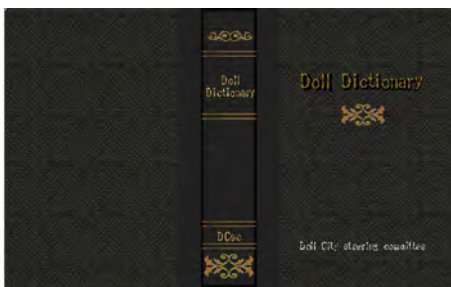 Doll
Dictionary
DCsc
Doll Dictionary
Doll City steering committee